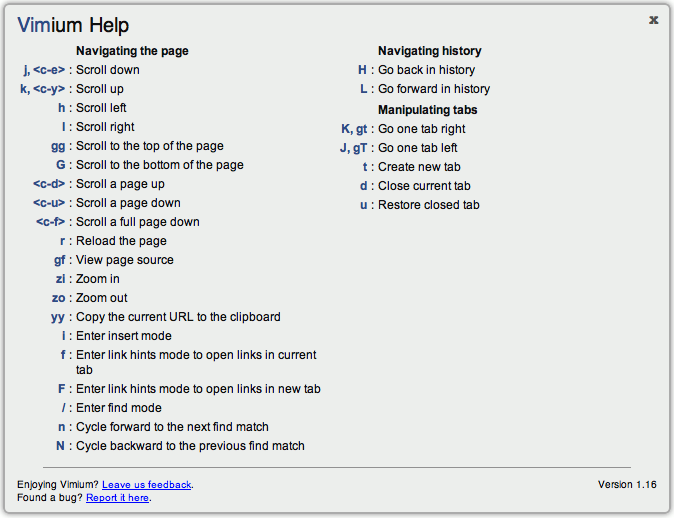 Vimium Help
x
Navigating the page
j, <c-e> : Scroll down
k, <c-y> : Scroll up
h : Scroll left
l : Scroll right
gg : Scroll to the top of the page
G : Scroll to the bottom of the page
<c-d> : Scroll a page up
<c-u> : Scroll a page down
<c-f> : Scroll a full page down
r : Reload the page
gf : View page source
zi : Zoom in
zo : Zoom out
yy : Copy the current URL to the clipboard
i : Enter insert mode
f : Enter link hints mode to open links in current
tab
F : Enter link hints mode to open links in new tab
/ : Enter find mode
n : Cycle forward to the next find match
N : Cycle backward to the previous find match
Navigating history
H : Go back in history
L : Go forward in history
Manipulating tabs
K, gt : Go one tab right
J, gT : Go one tab left
t : Create new tab
d : Close current tab
u : Restore closed tab
Enjoying Vimium? Leave us feedback.
Found a bug? Report it here.
Version 1.16